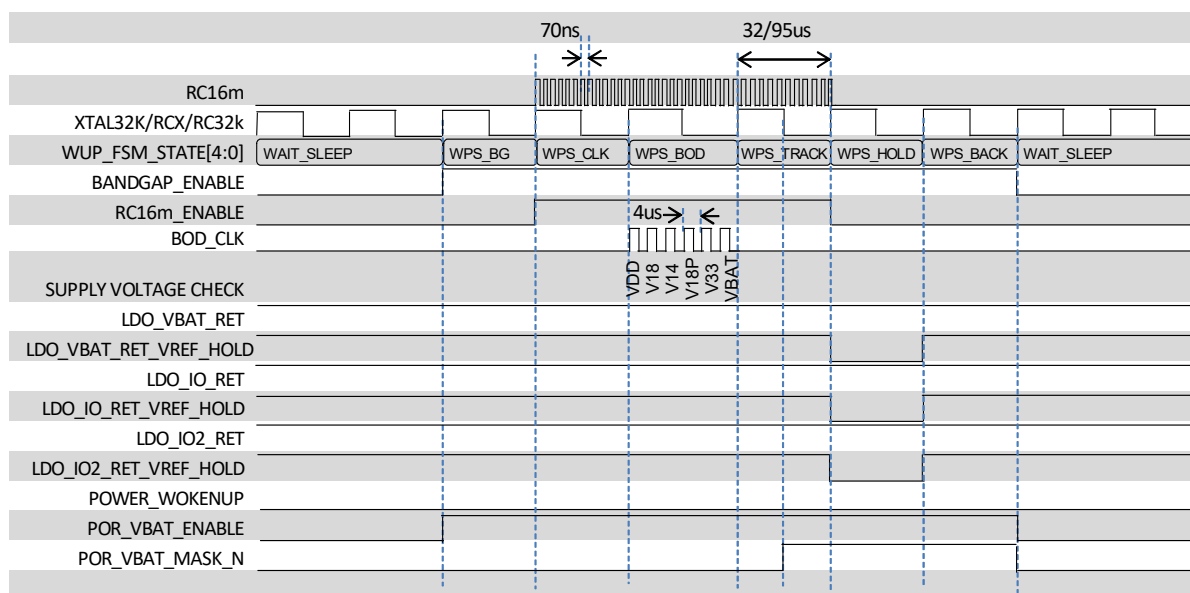 70ns 32/95us
RC16m
XTAL32K/RCX/RC32k
WUP_FSM_STATE[4:0] WAIT_SLEEP WPS_BG WPS_CLK WPS_BOD WPS_TRACK WPS_HOLD WPS_BACK WAIT_SLEEP
BANDGAP_ENABLE
RC16m_ENABLE 4us
BOD_CLK
SUPPLY VOLTAGE CHECK VDD V18 V14 V18P V33 VBAT
LDO_VBAT_RET
LDO_VBAT_RET_VREF_HOLD
LDO_IO_RET
LDO_IO_RET_VREF_HOLD
LDO_IO2_RET
LDO_IO2_RET_VREF_HOLD
POWER_WOKENUP
POR_VBAT_ENABLE
POR_VBAT_MASK_N